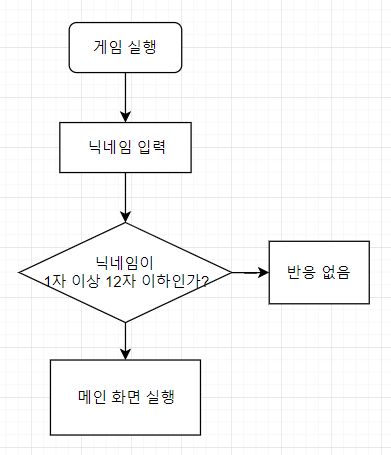 게임 실행
닉네임 입력
닉네임이
1자 이상 12자 이하인가?
반응 없음
메인 화면 실행